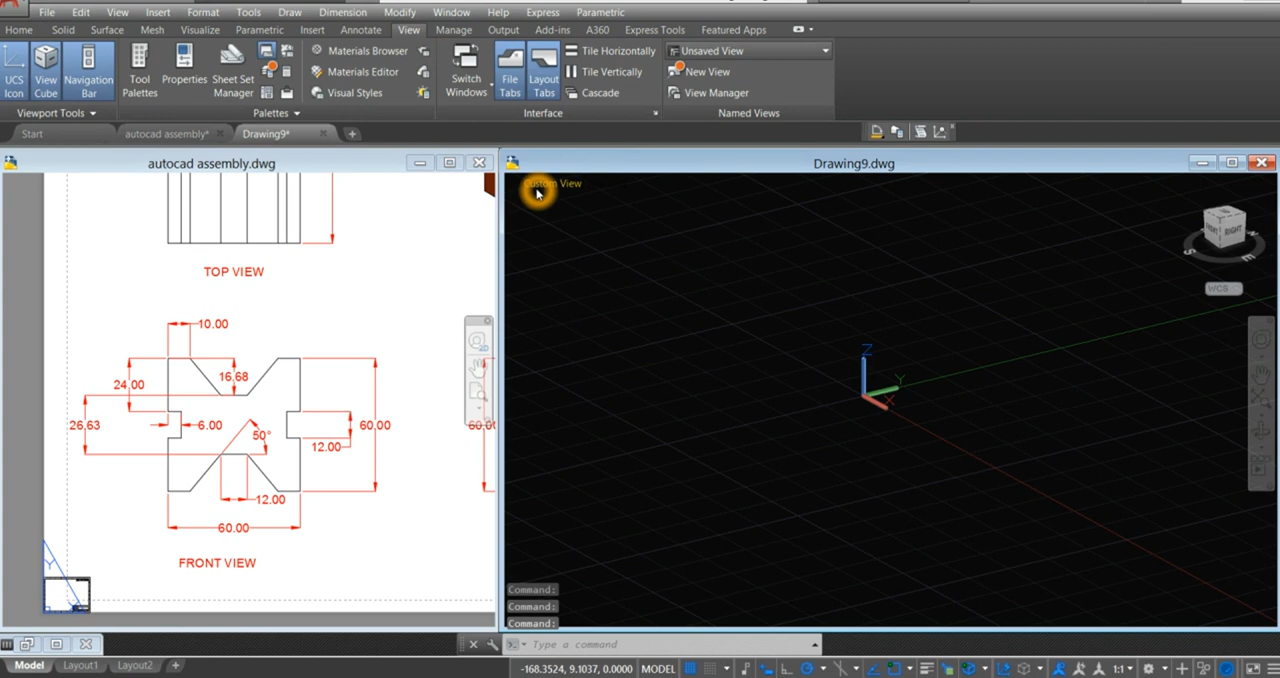 File Edit View Insert Format Tools Draw Dimension Modify Window Help Express Parametric
Home Solid Surface Mesh Visualize Parametric Insert Annotate View Manage Output Add-ins A360 Express Tools Featured Apps
UCS Icon
View Cube
Navigation Bar
Viewport Tools
Tool Palettes
Properties
Sheet Set Manager
Materials Browser
Materials Editor
Visual Styles
Palettes
Switch Windows
File Tabs
Layout Tabs
Tile Horizontally
Tile Vertically
Cascade
Interface
Unsaved View
New View
View Manager
Named Views
Start
autocad assembly*
Drawing9*
autocad assembly.dwg
TOP VIEW
10.00
24.00
16.68
26.63
6.00
50°
60.00
12.00
12.00
60.00
FRONT VIEW
60.00
Y
2D
Drawing9.dwg
Custom View
FRONT
RIGHT
S
E
WCS
Z
Y
X
Command:
Command:
Command:
Type a command
Model Layout1 Layout2
-168.3524, 9.1037, 0.0000 MODEL
1:1